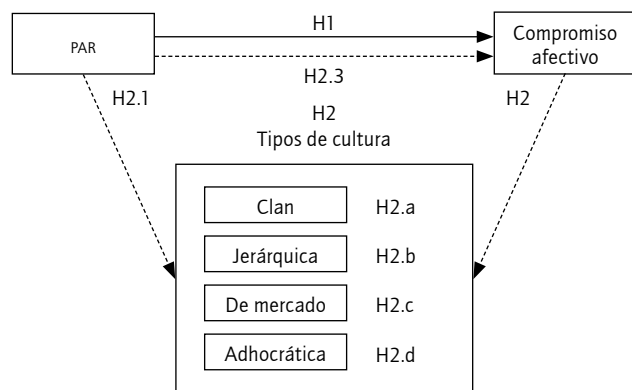 H1
PAR
Compromiso
afectivo
H2.3
H2.1
H2
H2
Tipos de cultura
Clan
H2.a
Jerárquica
H2.b
De mercado
H2.c
Adhocrática
H2.d